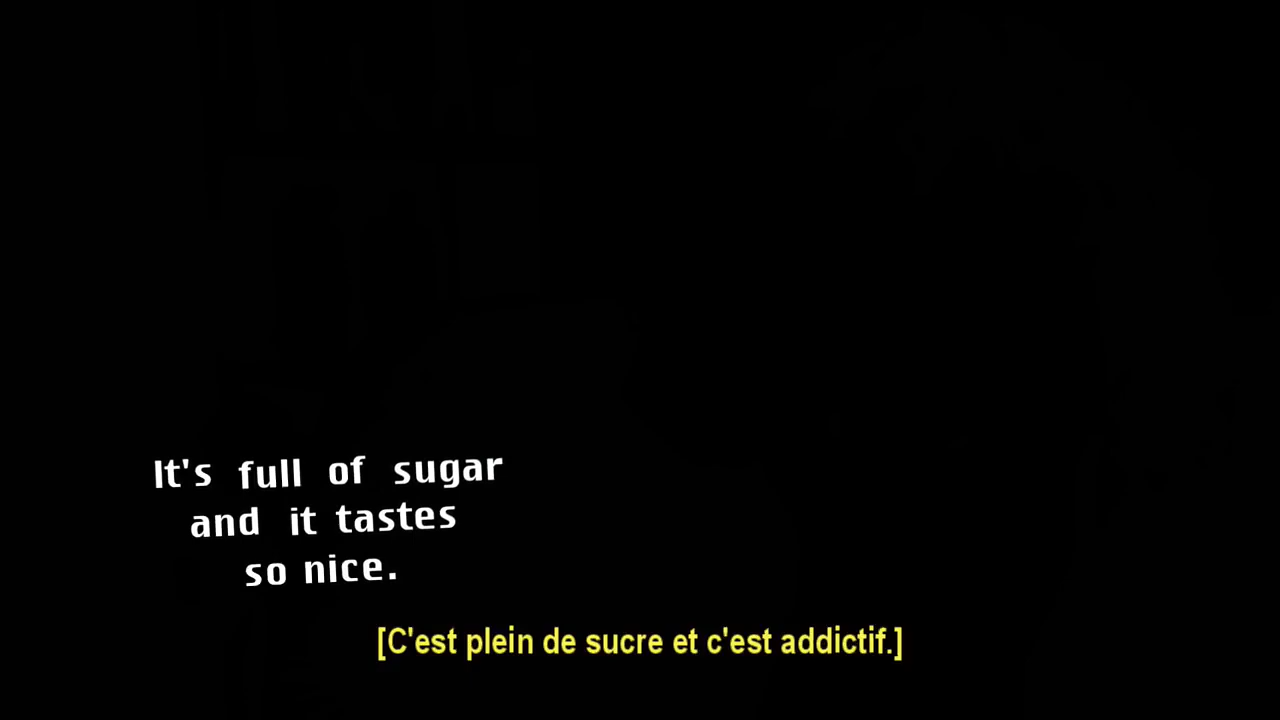 It's full of sugar
and it tastes
so nice.
[C'est plein de sucre et c'est addictif.]